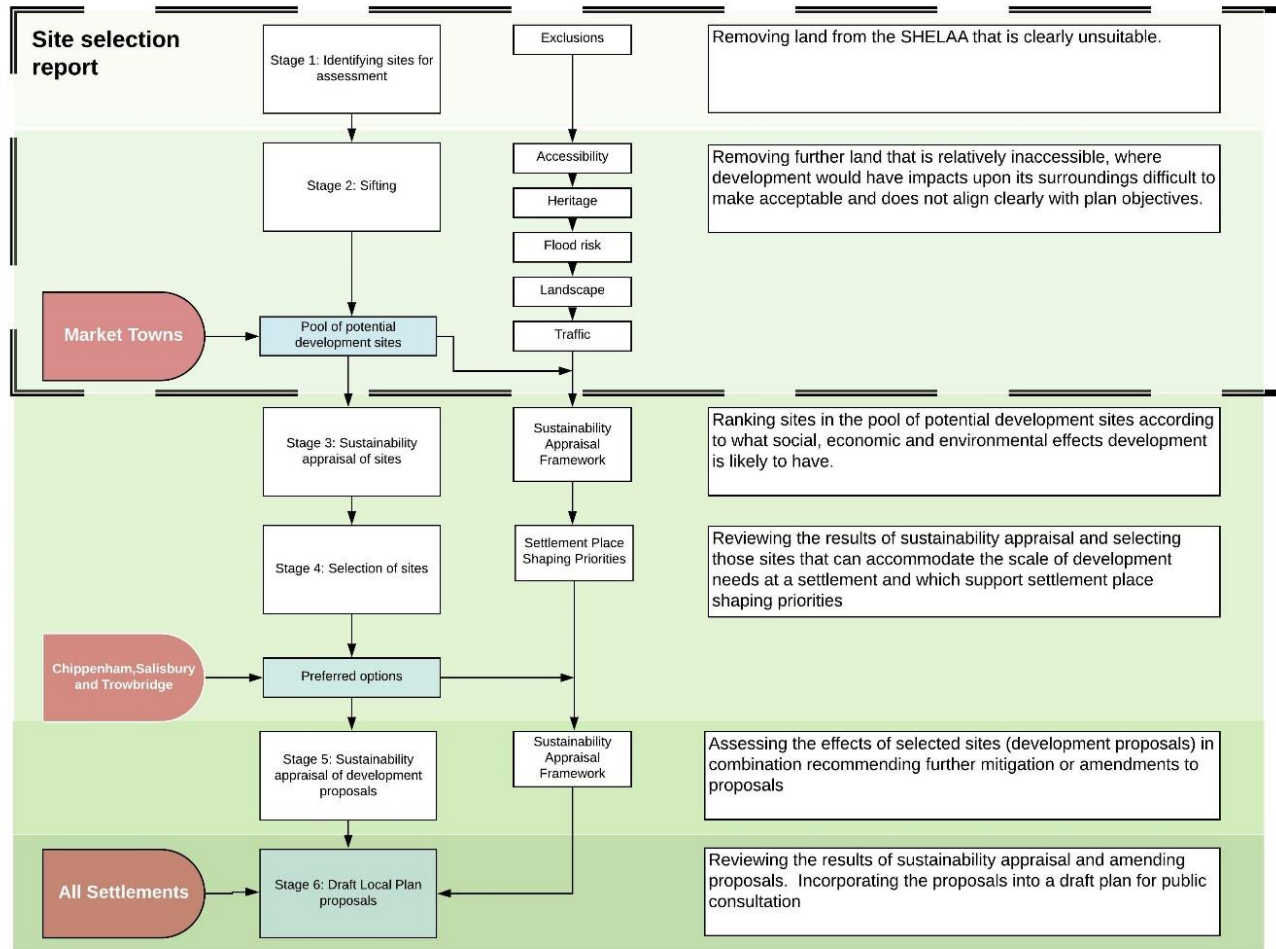 Site selection
report
Stage 1: Identifying sites for
assessment
Exclusions
Removing land from the SHELAA that is clearly unsuitable.
Stage 2: Sifting
Accessibility
Heritage
Flood risk
Landscape
Traffic
Removing further land that is relatively inaccessible, where
development would have impacts upon its surroundings difficult to
make acceptable and does not align clearly with plan objectives.
Market Towns
Pool of potential
development sites
Stage 3: Sustainability
appraisal of sites
Sustainability
Appraisal
Framework
Ranking sites in the pool of potential development sites according
to what social, economic and environmental effects development
is likely to have.
Stage 4: Selection of sites
Settlement Place
Shaping Priorities
Reviewing the results of sustainability appraisal and selecting
those sites that can accommodate the scale of development
needs at a settlement and which support settlement place
shaping priorities
Chippenham,Salisbury
and Trowbridge
Preferred options
Stage 5: Sustainability
appraisal of development
proposals
Sustainability
Appraisal
Framework
Assessing the effects of selected sites (development proposals) in
combination recommending further mitigation or amendments to
proposals
All Settlements
Stage 6: Draft Local Plan
proposals
Reviewing the results of sustainability appraisal and amending
proposals.  Incorporating the proposals into a draft plan for public
consultation